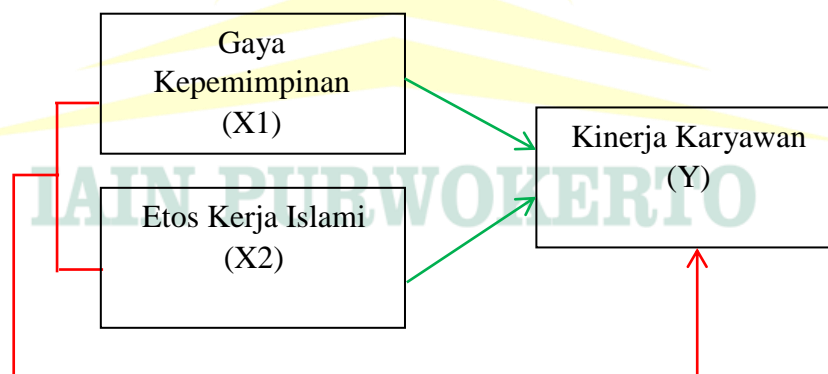 Gaya
Kepemimpinan
(X1)
Kinerja Karyawan
(Y)
IAIN PURWOKERTO
Etos Kerja Islami
(X2)